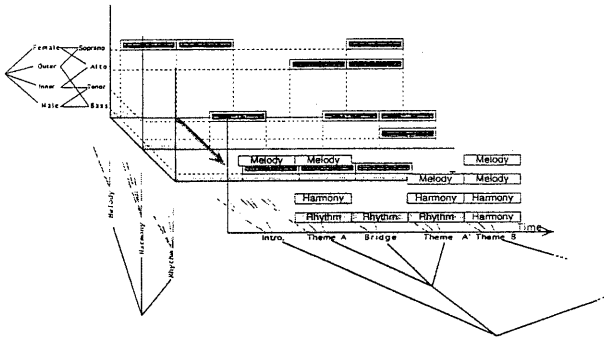 Female Soprano
Outer Alto
Inner Tenor
Male Bass
Melody Melody Melody
Melody Melody
Harmony Harmony Harmony
Rhythm Rhythm Rhythm Harmony
Time
Intro. Theme A Bridge Theme A' Theme B
Melody
Harmony
Rhythm